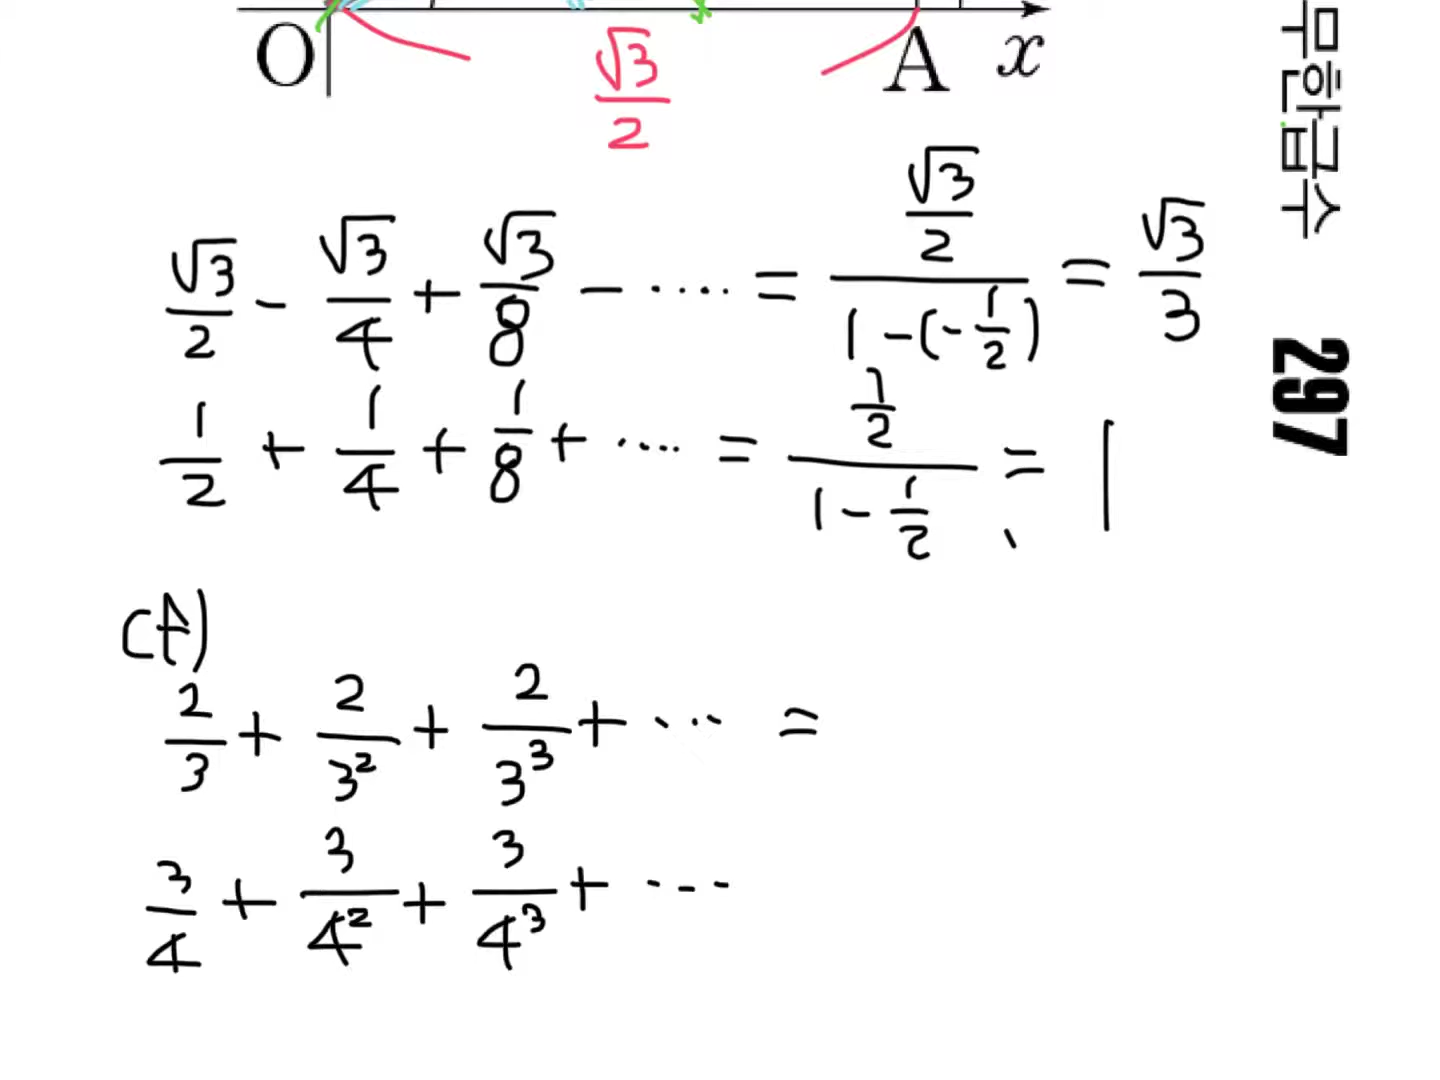 O √3/2 A x
√3/2 - √3/4 + √3/8 - ····· = (√3/2)/(1-(-1/2)) = √3/3
1/2 + 1/4 + 1/8 + ····· = (1/2)/(1-1/2) = 1
(cf)
2/3 + 2/3² + 2/3³ + ··· =
3/4 + 3/4² + 3/4³ + ···
무한급수 297